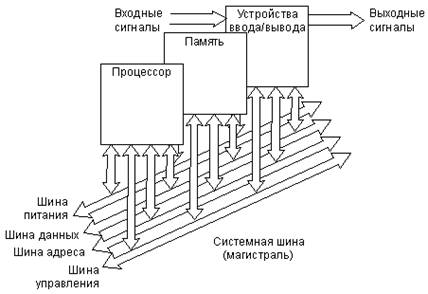 Входные
сигналы
Устройства
ввода/вывода
Выходные
сигналы
Память
Процессор
Шина
питания
Шина данных
Шина адреса
Шина
управления
Системная шина
(магистраль)